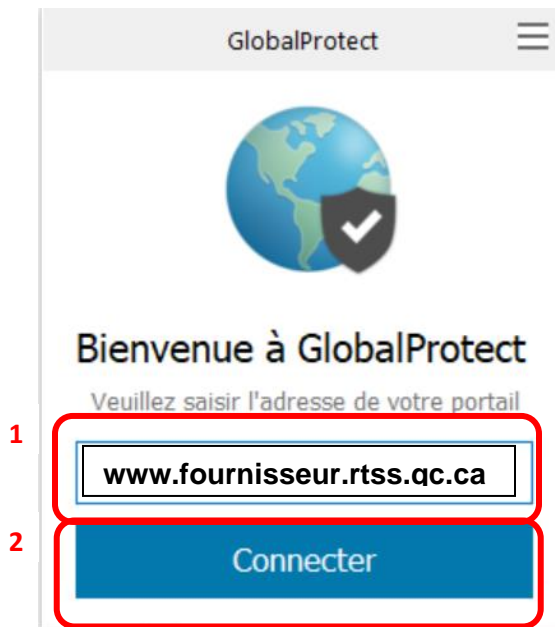 GlobalProtect
Bienvenue à GlobalProtect
Veuillez saisir l'adresse de votre portail
1
www.fournisseur.rtss.qc.ca
2
Connecter